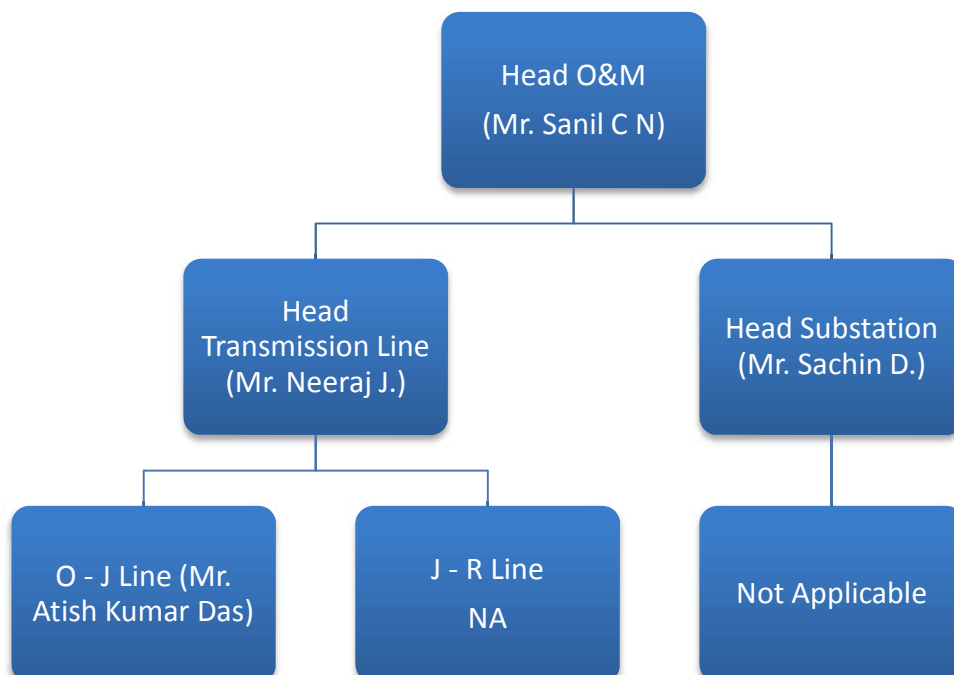 Head O&M
(Mr. Sanil C N)
Head
Transmission Line
(Mr. Neeraj J.)
Head Substation
(Mr. Sachin D.)
O - J Line (Mr.
Atish Kumar Das)
J - R Line
NA
Not Applicable